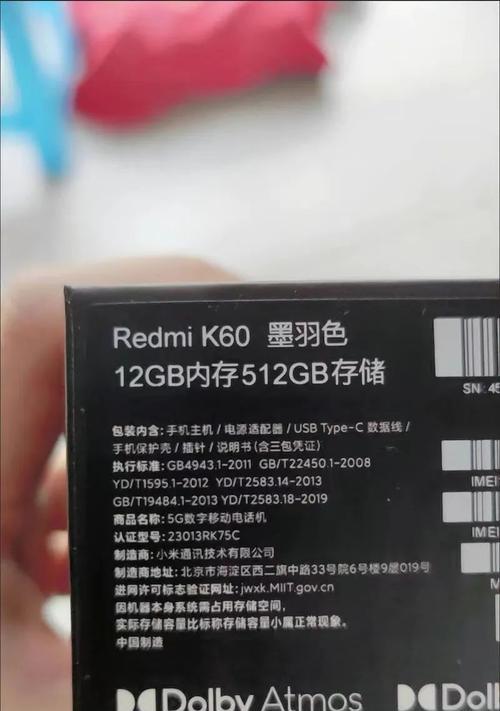 Redmi K60 墨羽色
12GB内存512GB存储
SN:45
包装内含: 手机主机 / 电源适配器 / USB Type-C 数据线 /
手机保护壳 / 插针 / 说明书(含三包凭证)
执行标准: GB4943.1-2011 GB/T22450.1-2008
YD/T1595.1-2012 YD/T2583.14-2013
GB/T19484.1-2013 YD/T2583.18-2019
IMEI
商品名称: 5G数字移动电话机
认证型号: 23013RK75C
IMEI
制造商: 小米通讯技术有限公司
制造商地址: 北京市海淀区西二旗中路33院6号楼9层019号
进网许可标志验证网址: jwxk.MIIT.gov.cn
因机器本身系统需占用存储空间,
实际存储容量比标称存储容量小属正常现象。
中国制造
Dolby Atmos
Dol